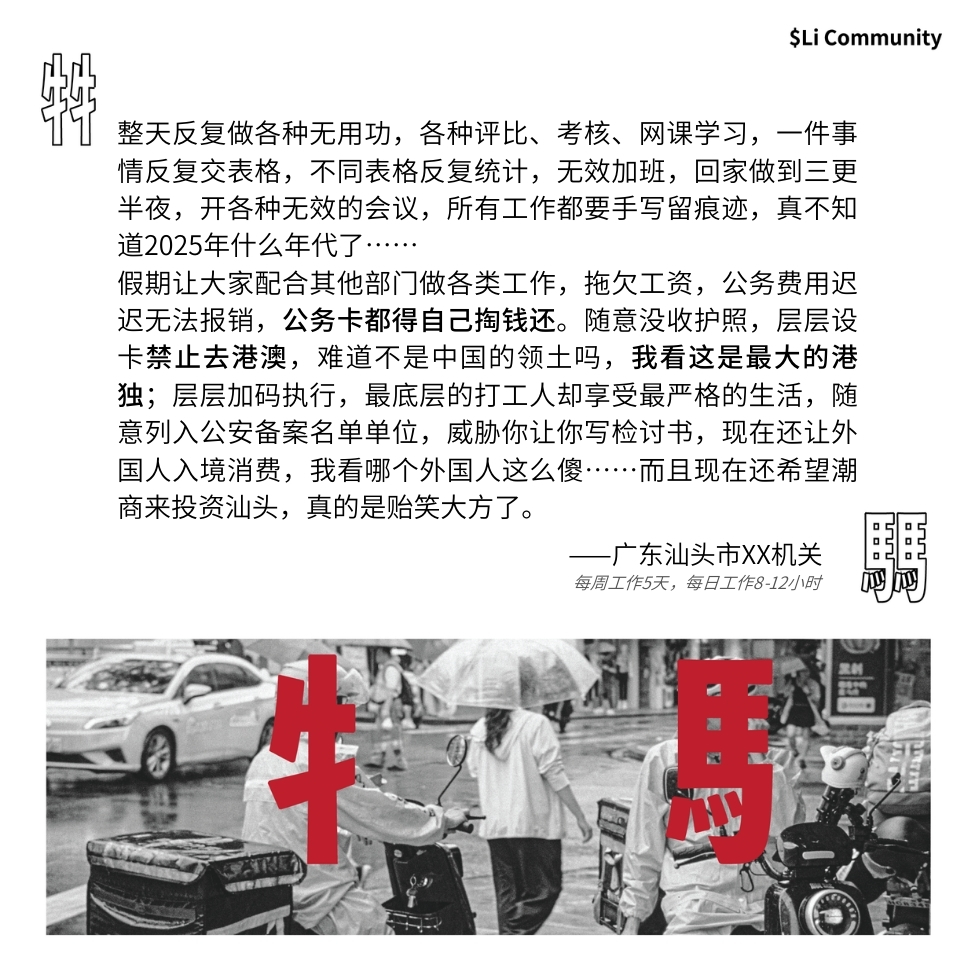 $Li Community
牜牜
整天反复做各种无用功，各种评比、考核、网课学习，一件事
情反复交表格，不同表格反复统计，无效加班，回家做到三更
半夜，开各种无效的会议，所有工作都要手写留痕迹，真不知
道2025年什么年代了……
假期让大家配合其他部门做各类工作，拖欠工资，公务费用迟
迟无法报销，公务卡都得自己掏钱还。随意没收护照，层层设
卡禁止去港澳，难道不是中国的领土吗，我看这是最大的港
独；层层加码执行，最底层的打工人却享受最严格的生活，随
意列入公安备案名单单位，威胁你让你写检讨书，现在还让外
国人入境消费，我看哪个外国人这么傻……而且现在还希望潮
商来投资汕头，真的是贻笑大方了。
馬馬
——广东汕头市XX机关
每周工作5天，每日工作8-12小时
牜 馬